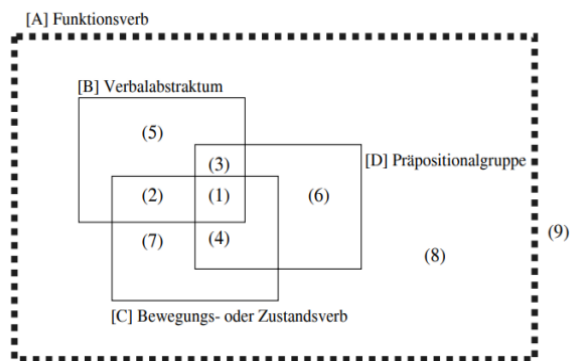 [A] Funktionsverb
[B] Verbalabstraktum
(5)
(3)
[D] Präpositionalgruppe
(2)
(1)
(6)
(9)
(7)
(4)
(8)
[C] Bewegungs- oder Zustandsverb